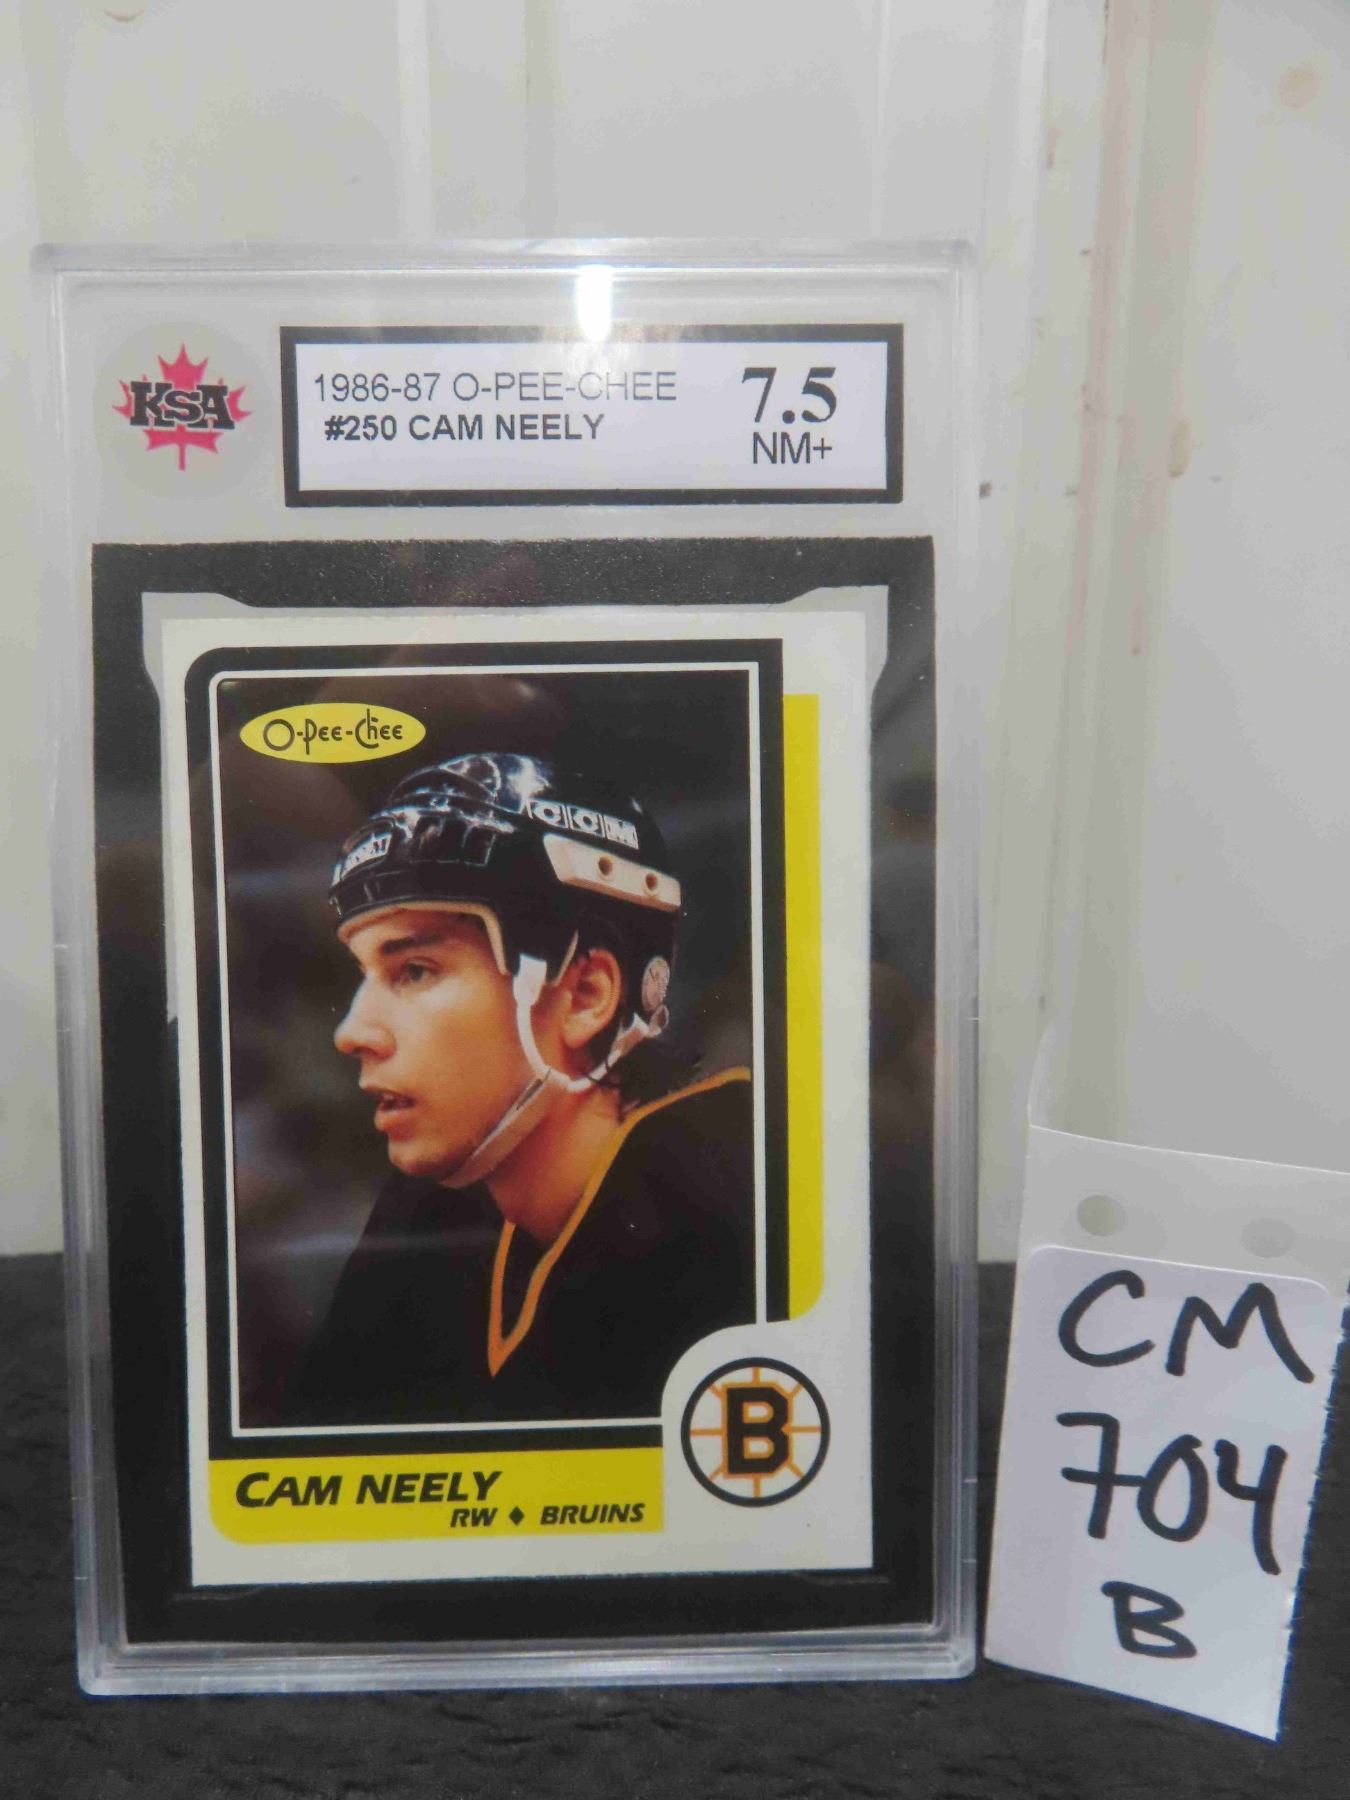 KSA
1986-87 O-PEE-CHEE
#250 CAM NEELY
7.5
NM+
O-Pee-Chee
CCM
B
CAM NEELY
RW ♦ BRUINS
CM
704
B